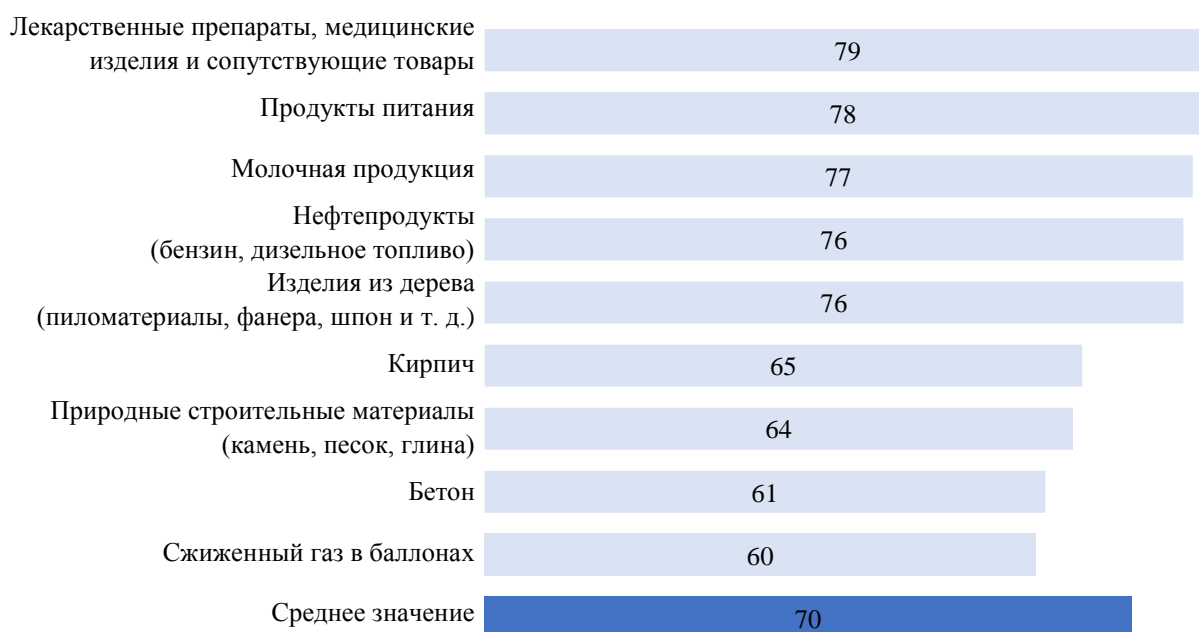 Лекарственные препараты, медицинские
изделия и сопутствующие товары
79
Продукты питания
78
Молочная продукция
77
Нефтепродукты
(бензин, дизельное топливо)
76
Изделия из дерева
(пиломатериалы, фанера, шпон и т. д.)
76
Кирпич
65
Природные строительные материалы
(камень, песок, глина)
64
Бетон
61
Сжиженный газ в баллонах
60
Среднее значение
70